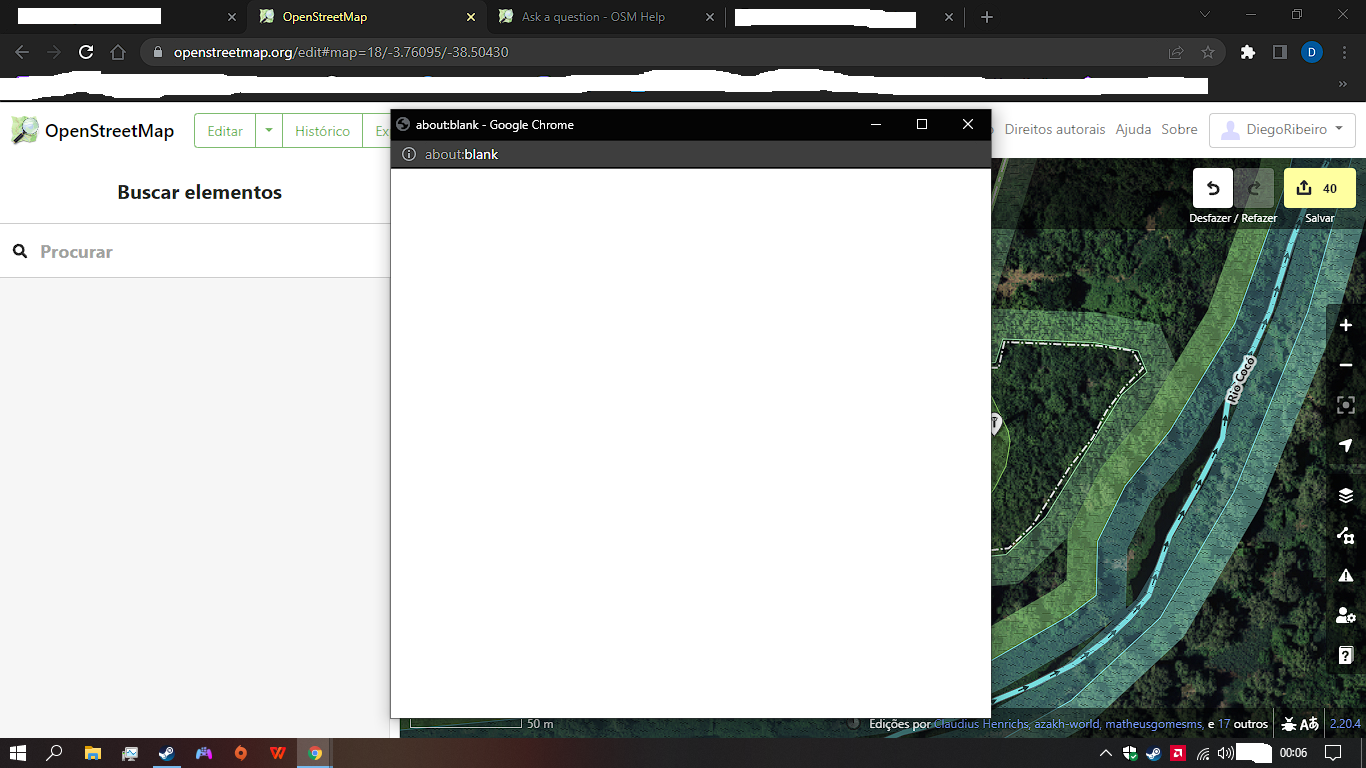 OpenStreetMap
Ask a question - OSM Help
openstreetmap.org/edit#map=18/-3.76095/-38.50430
D
OpenStreetMap
Editar
Histórico
Ex
about:blank - Google Chrome
about:blank
Direitos autorais
Ajuda
Sobre
DiegoRibeiro
Buscar elementos
Procurar
40
Desfazer / Refazer
Salvar
Rio Cocó
50 m
Edições por Claudius Henrichs, azakh-world, matheusgomesms, e 17 outros
2.20.4
00:06